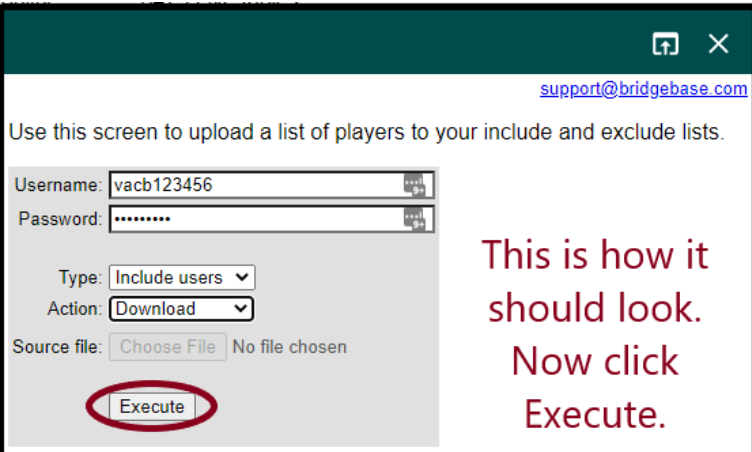 support@bridgebase.com
Use this screen to upload a list of players to your include and exclude lists.
Username: vacb123456
Password: •••••••••
Type: Include users
Action: Download
Source file: Choose File No file chosen
Execute
This is how it
should look.
Now click
Execute.